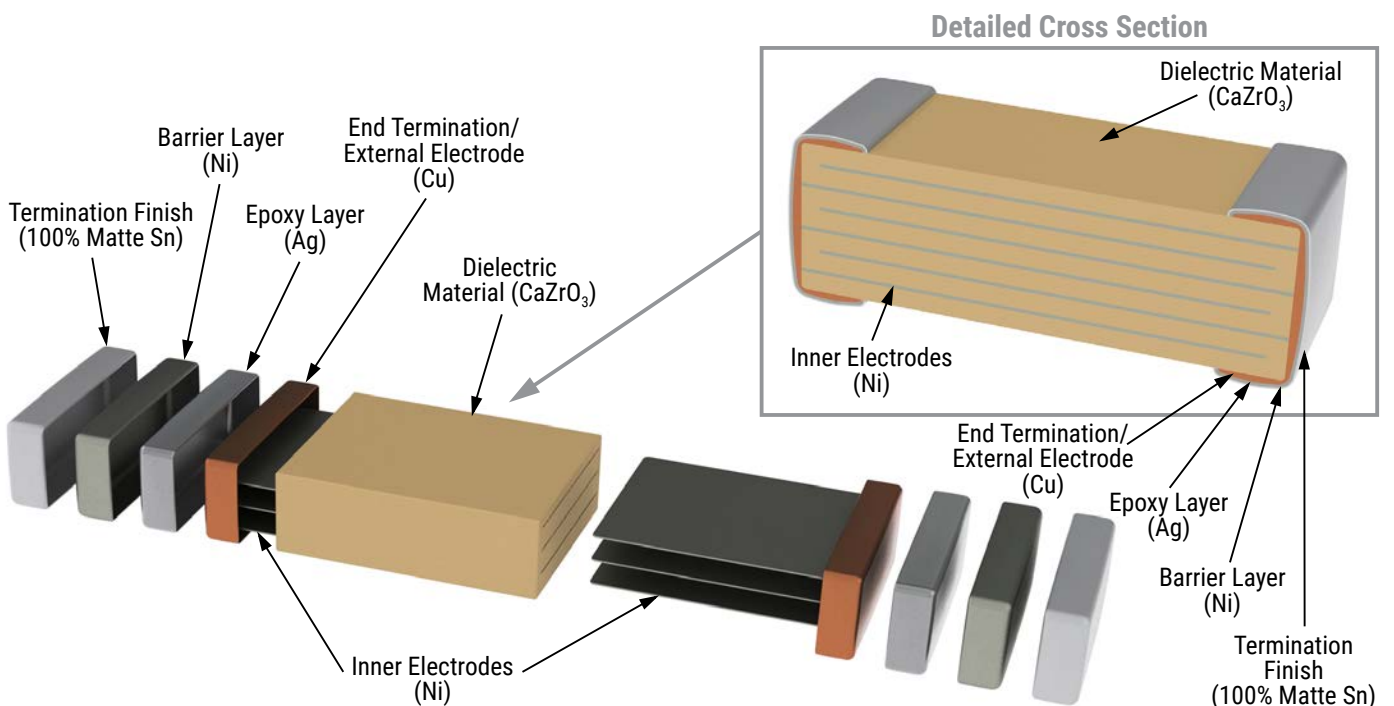 Detailed Cross Section
Dielectric Material
(CaZrO₃)
Inner Electrodes
(Ni)
End Termination/
External Electrode
(Cu)
Epoxy Layer
(Ag)
Barrier Layer
(Ni)
Termination
Finish
(100% Matte Sn)
Termination Finish
(100% Matte Sn)
Barrier Layer
(Ni)
Epoxy Layer
(Ag)
End Termination/
External Electrode
(Cu)
Dielectric
Material (CaZrO₃)
Inner Electrodes
(Ni)